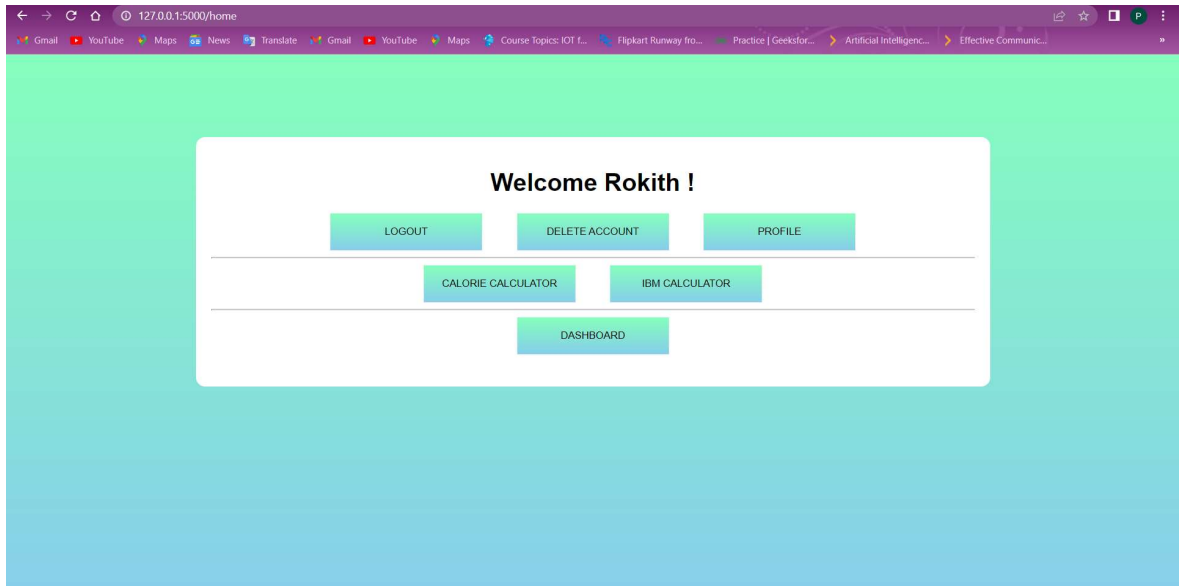 127.0.0.1:5000/home
P
Gmail YouTube Maps News Translate Gmail YouTube Maps Course Topics: IOT f... Flipkart Runway fro... Practice | Geeksfor... Artificial Intelligenc... Effective Communic... »
Welcome Rokith !
LOGOUT DELETE ACCOUNT PROFILE
CALORIE CALCULATOR IBM CALCULATOR
DASHBOARD